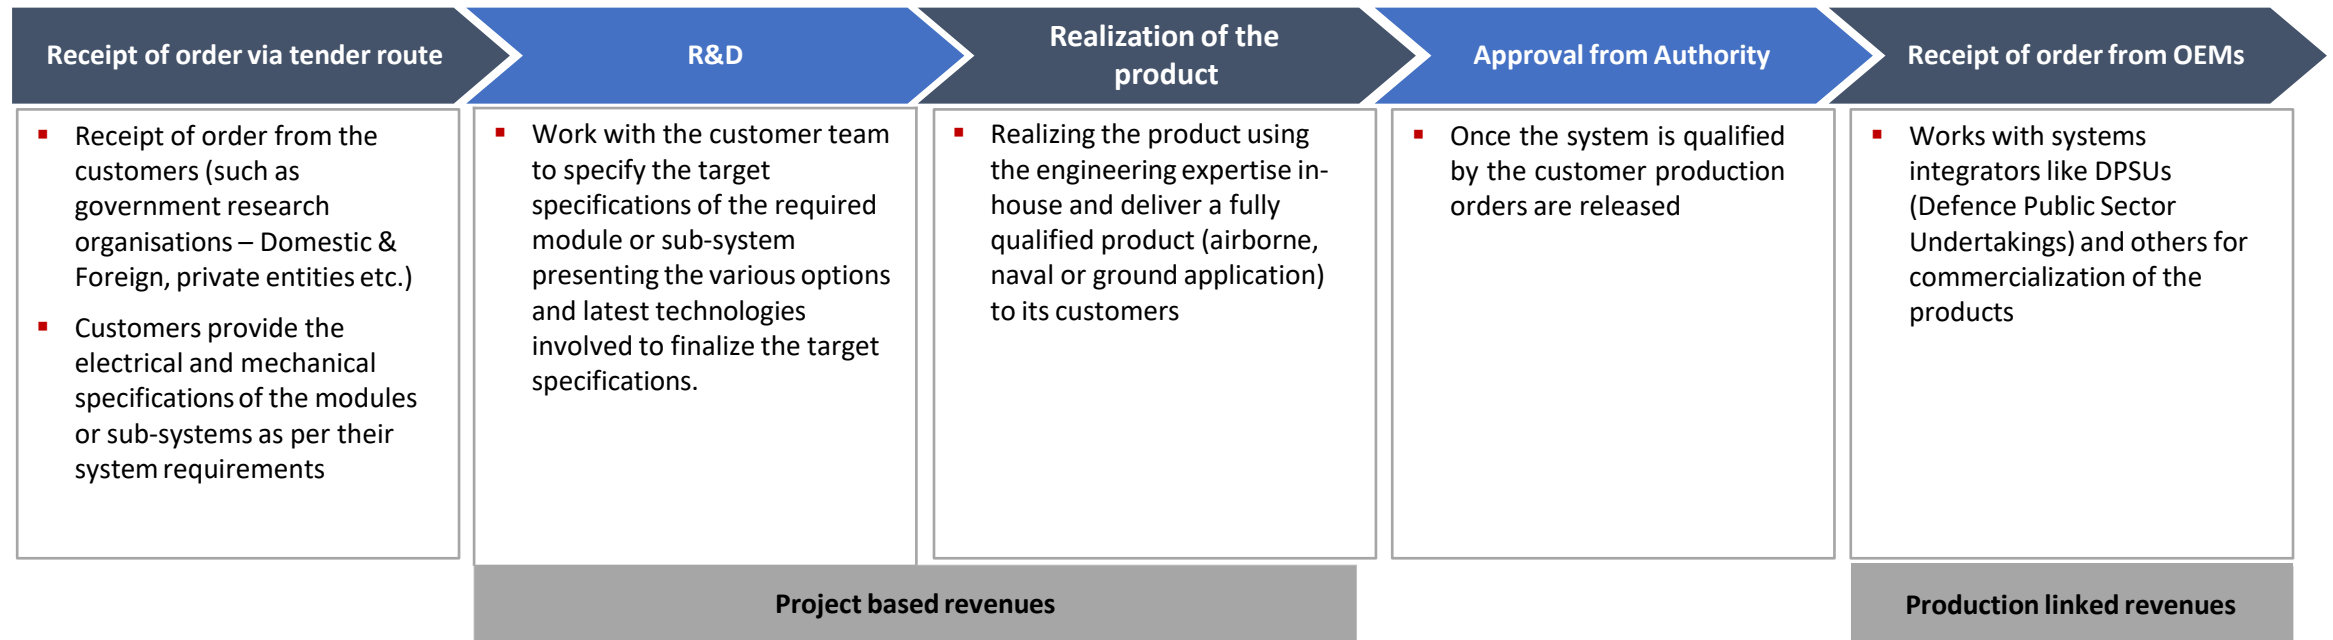 Receipt of order via tender route
R&D
Realization of the
product
Approval from Authority
Receipt of order from OEMs
▪ Receipt of order from the
customers (such as
government research
organisations – Domestic &
Foreign, private entities etc.)
▪ Customers provide the
electrical and mechanical
specifications of the modules
or sub-systems as per their
system requirements
▪ Work with the customer team
to specify the target
specifications of the required
module or sub-system
presenting the various options
and latest technologies
involved to finalize the target
specifications.
▪ Realizing the product using
the engineering expertise in-
house and deliver a fully
qualified product (airborne,
naval or ground application)
to its customers
▪ Once the system is qualified
by the customer production
orders are released
▪ Works with systems
integrators like DPSUs
(Defence Public Sector
Undertakings) and others for
commercialization of the
products
Project based revenues
Production linked revenues